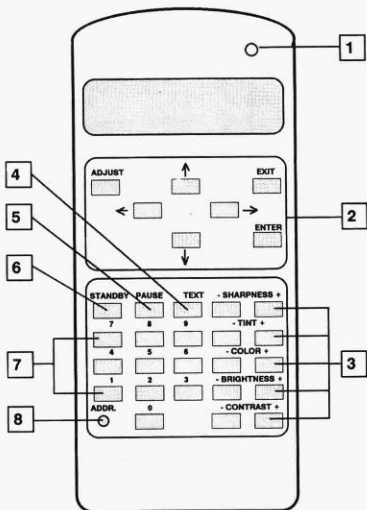 1
ADJUST
EXIT
4
5
2
ENTER
6
STANDBY PAUSE TEXT - SHARPNESS +
7 8 9 - TINT +
7
4 5 6 - COLOR +
3
1 2 3 - BRIGHTNESS +
ADDR. 0 - CONTRAST +
8